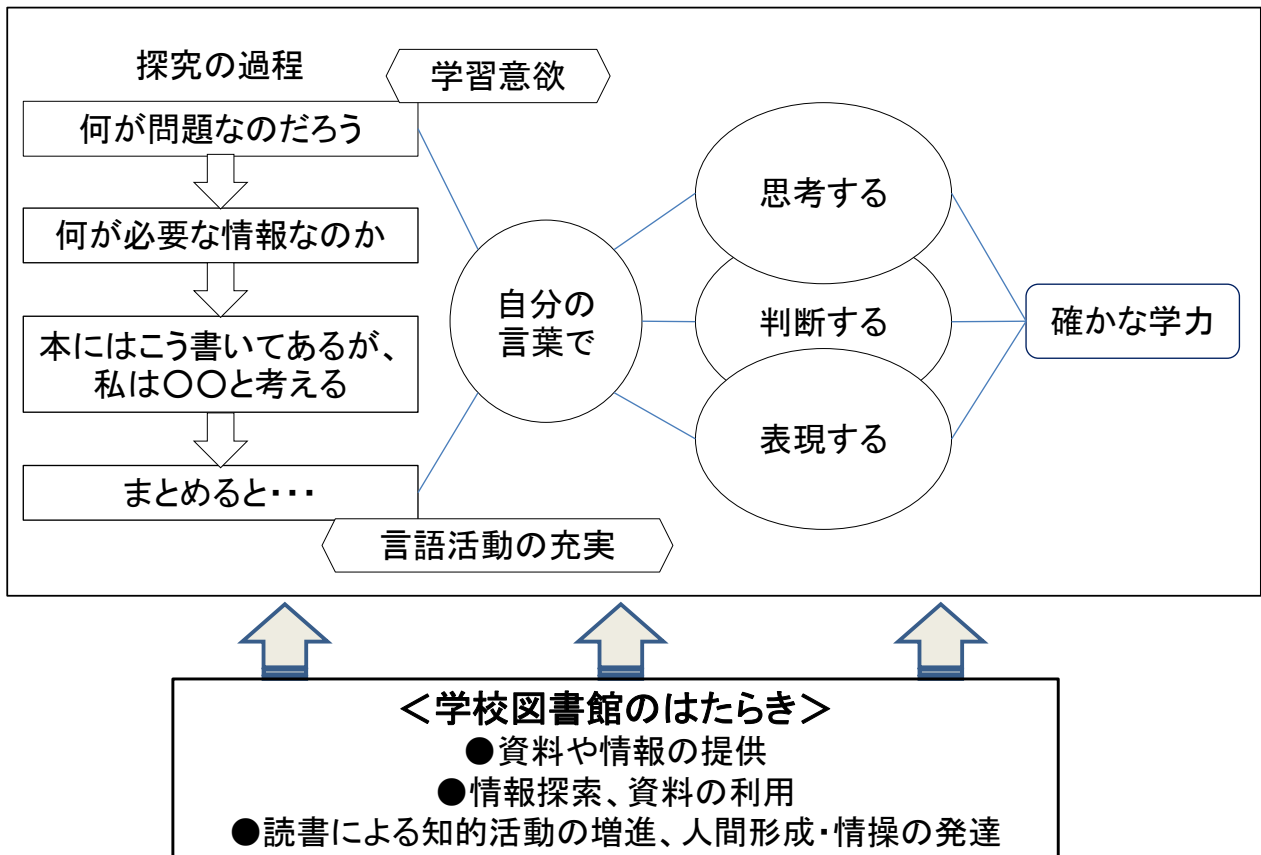 探究の過程
学習意欲
何が問題なのだろう
何が必要な情報なのか
本にはこう書いてあるが、
私は〇〇と考える
まとめると・・・
言語活動の充実
自分の
言葉で
思考する
判断する
表現する
確かな学力
＜学校図書館のはたらき＞
●資料や情報の提供
●情報探索、資料の利用
●読書による知的活動の増進、人間形成・情操の発達